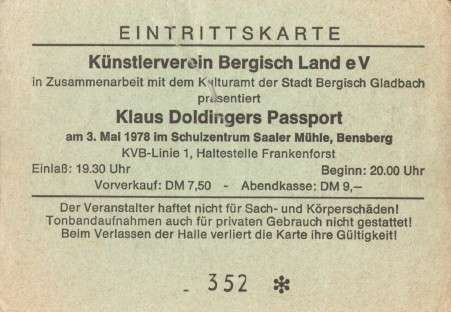 EINTRITTSKARTE
Künstlerverein Bergisch Land eV
in Zusammenarbeit mit dem Kulturamt der Stadt Bergisch Gladbach
präsentiert
Klaus Doldingers Passport
am 3. Mai 1978 im Schulzentrum Saaler Mühle, Bensberg
KVB-Linie 1, Haltestelle Frankenforst
Einlaß: 19.30 Uhr Beginn: 20.00 Uhr
Vorverkauf: DM 7,50 - Abendkasse: DM 9,–
Der Veranstalter haftet nicht für Sach- und Körperschäden!
Tonbandaufnahmen auch für privaten Gebrauch nicht gestattet!
Beim Verlassen der Halle verliert die Karte ihre Gültigkeit!
- 352 *